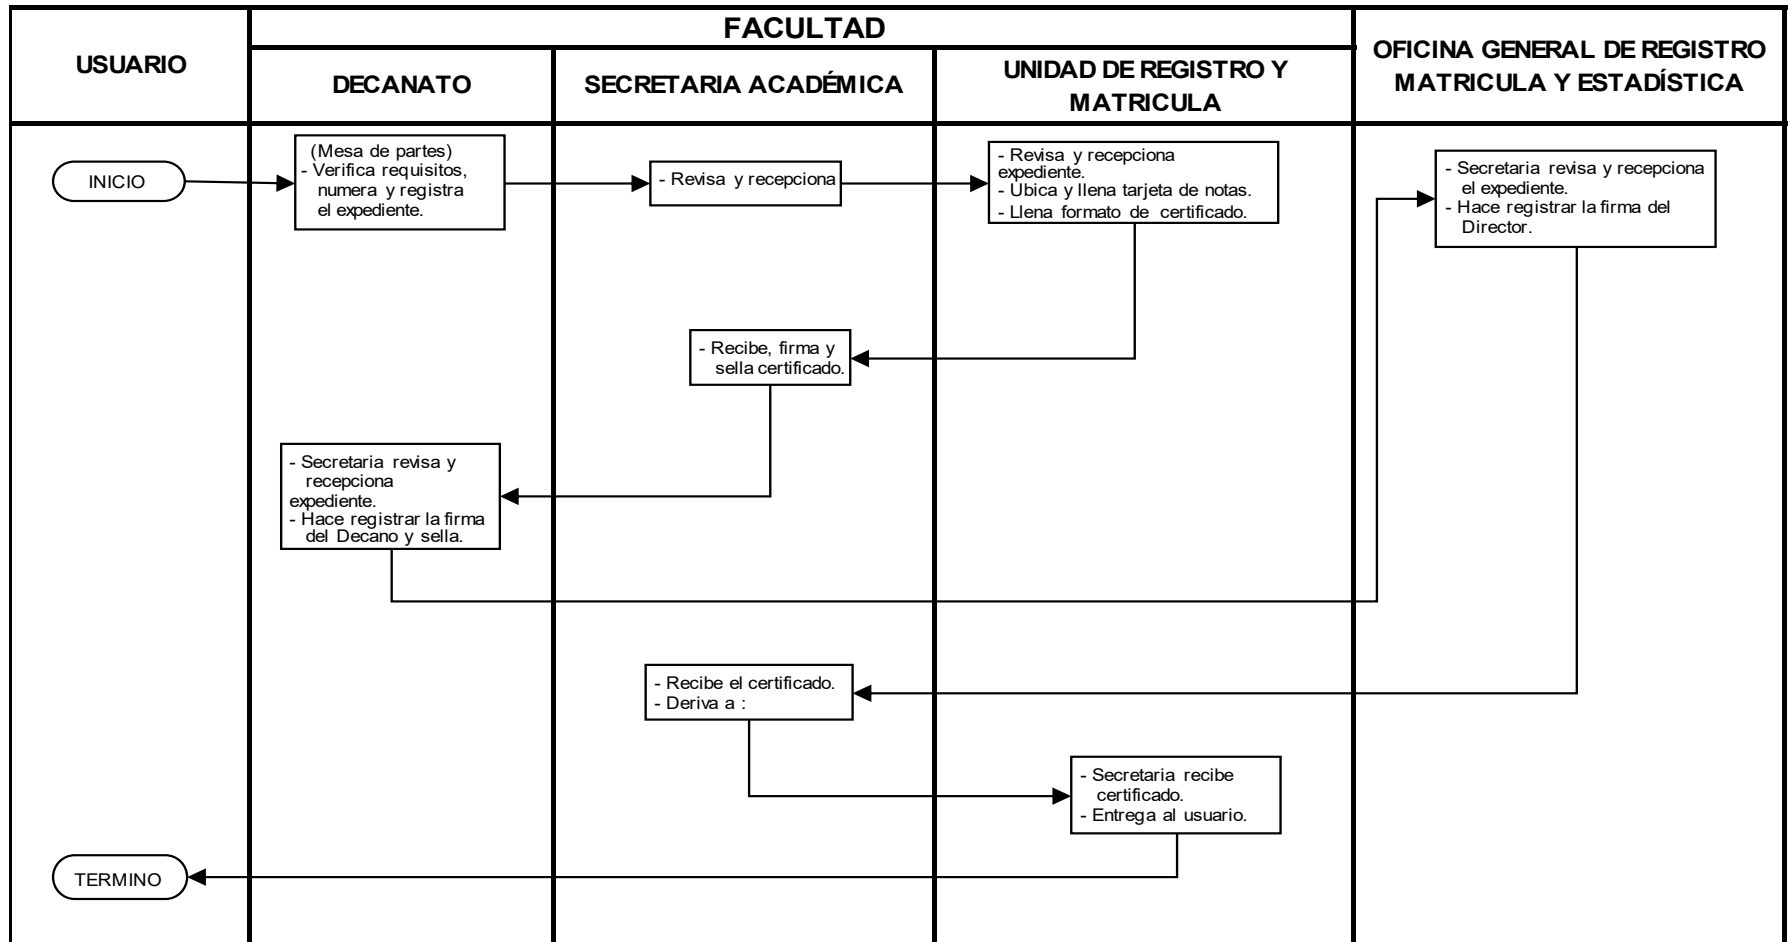 USUARIO
FACULTAD
DECANATO
SECRETARIA ACADÉMICA
UNIDAD DE REGISTRO Y
MATRICULA
OFICINA GENERAL DE REGISTRO
MATRICULA Y ESTADÍSTICA
INICIO
(Mesa de partes)
- Verifica requisitos,
numera y registra
el expediente.
- Revisa y recepciona
- Revisa y recepciona
expediente.
- Úbica y llena tarjeta de notas.
- Llena formato de certificado.
- Secretaria revisa y recepciona
el expediente.
- Hace registrar la firma del
Director.
- Recibe, firma y
sella certificado.
- Secretaria revisa y
recepciona
expediente.
- Hace registrar la firma
del Decano y sella.
- Recibe el certificado.
- Deriva a :
- Secretaria recibe
certificado.
- Entrega al usuario.
TERMINO